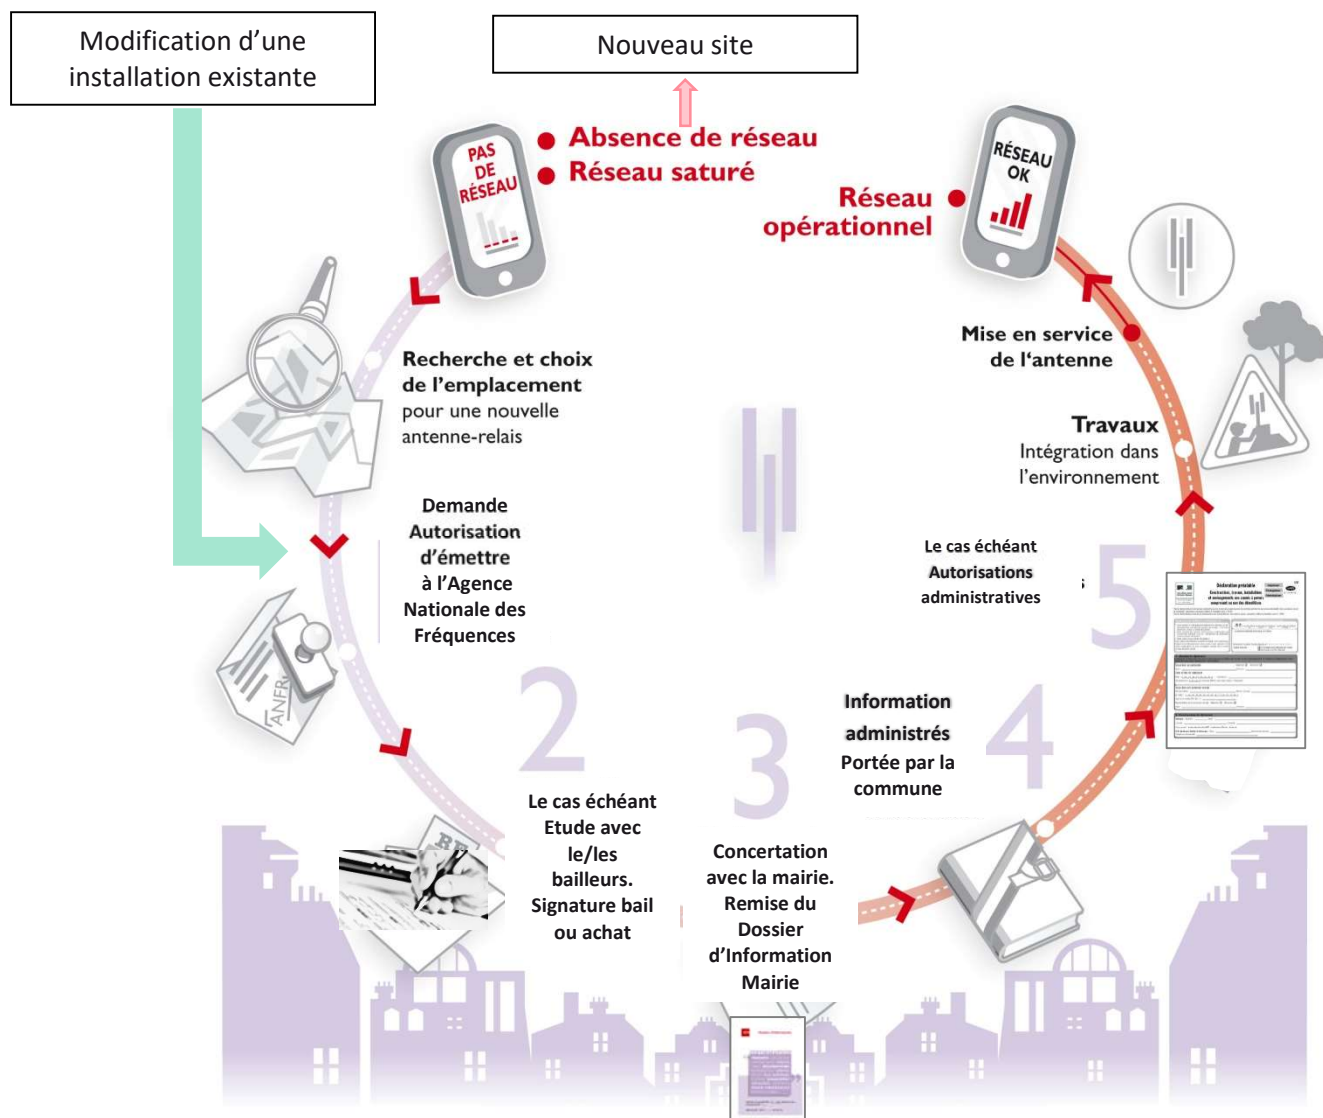 Modification d’une
installation existante
Nouveau site
Absence de réseau
Réseau saturé
PAS
DE
RÉSEAU
RÉSEAU
OK
Réseau
opérationnel
Mise en service
de l‘antenne
Recherche et choix
de l’emplacement
pour une nouvelle
antenne-relais
Travaux
Intégration dans
l’environnement
Demande
Autorisation
d’émettre
à l’Agence
Nationale des
Fréquences
ANFR
Le cas échéant
Autorisations
administratives
5
Déclaration préalable
2
Le cas échéant
Etude avec
le/les
bailleurs.
Signature bail
ou achat
3
Concertation
avec la mairie.
Remise du
Dossier
d’Information
Mairie
4
Information
administrés
Portée par la
commune